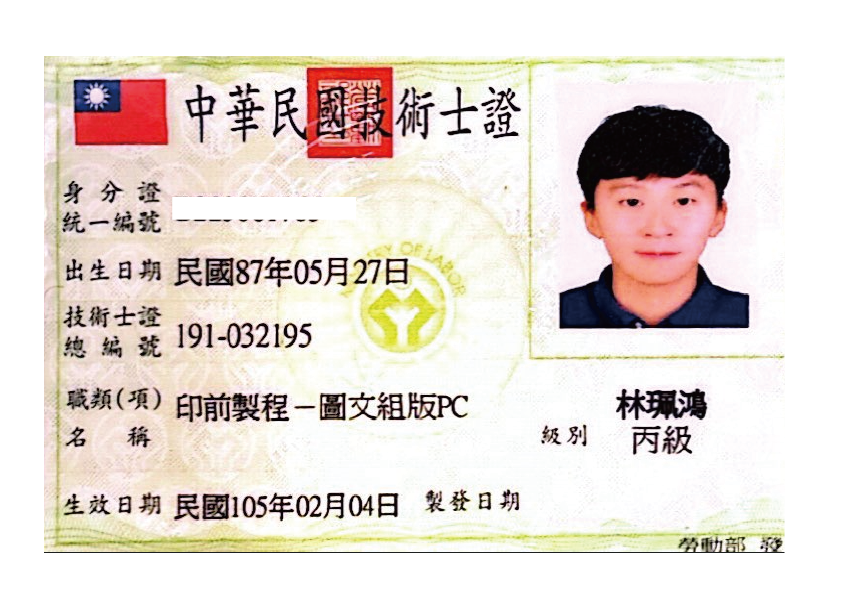 中華民國技術士證
身分證
統一編號
出生日期 民國87年05月27日
MINISTRY OF LABOR
技術士證
總編號 191-032195
職類(項)
名稱 印前製程－圖文組版PC
林珮鴻
級別 丙級
生效日期 民國105年02月04日 製發日期
勞動部 發